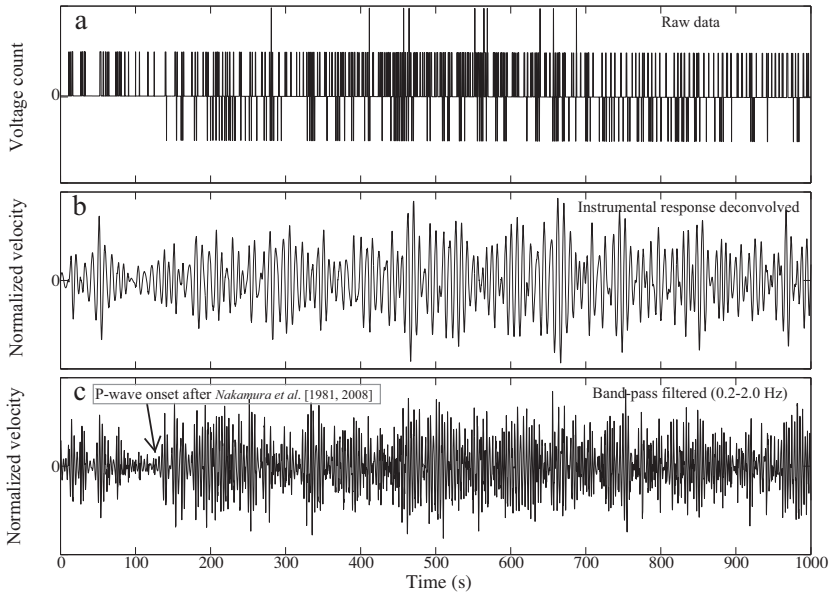 a
Raw data
0
Voltage count
b
Instrumental response deconvolved
0
Normalized velocity
c
P-wave onset after Nakamura et al. [1981, 2008]
Band-pass filtered (0.2-2.0 Hz)
0
Normalized velocity
0 100 200 300 400 500 600 700 800 900 1000
Time (s)